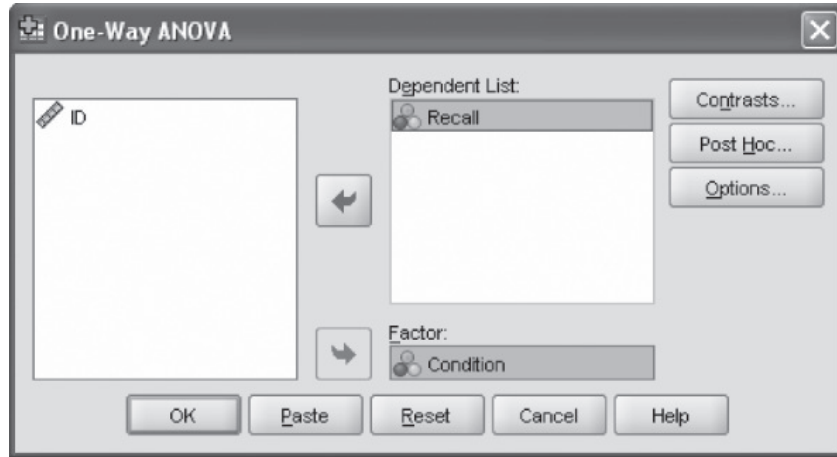 One-Way ANOVA
ID
Dependent List:
Recall
Contrasts...
Post Hoc...
Options...
Factor:
Condition
OK
Paste
Reset
Cancel
Help